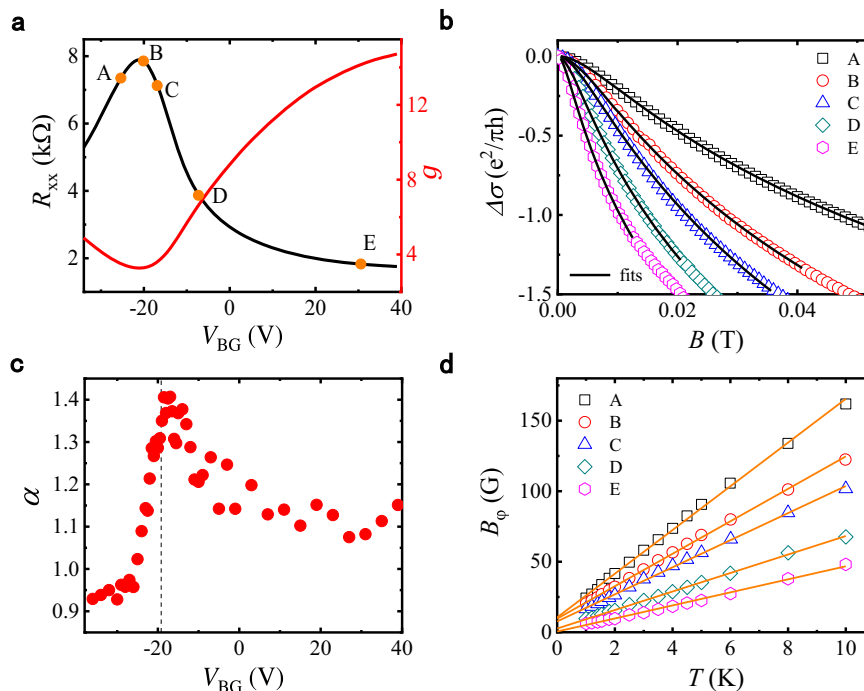 a
8
6
4
2
R_xx (kΩ)
A
B
C
D
E
12
8
4
g
-20
0
20
40
V_BG (V)
b
0.0
-0.5
-1.0
-1.5
Δσ (e²/πh)
A
B
C
D
E
fits
0.00
0.02
0.04
B (T)
c
1.4
1.3
1.2
1.1
1.0
0.9
α
-20
0
20
40
V_BG (V)
d
150
100
50
0
B_φ (G)
A
B
C
D
E
0
2
4
6
8
10
T (K)